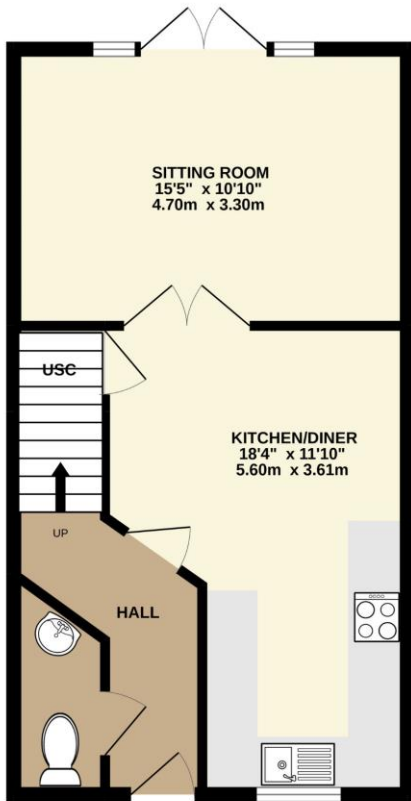 SITTING ROOM
15'5" x 10'10"
4.70m x 3.30m
USC
KITCHEN/DINER
18'4" x 11'10"
5.60m x 3.61m
UP
HALL